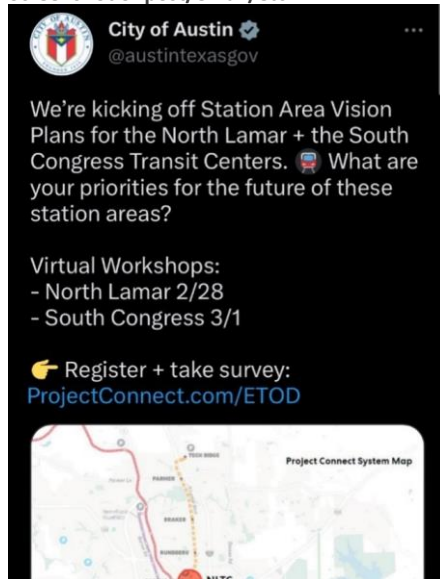 City of Austin
@austintexasgov
We’re kicking off Station Area Vision
Plans for the North Lamar + the South
Congress Transit Centers. 🚇 What are
your priorities for the future of these
station areas?
Virtual Workshops:
- North Lamar 2/28
- South Congress 3/1
👉 Register + take survey:
ProjectConnect.com/ETOD
Project Connect System Map
TECH RIDGE
PARMER
BRAKER
RUNDBERG
NLTC